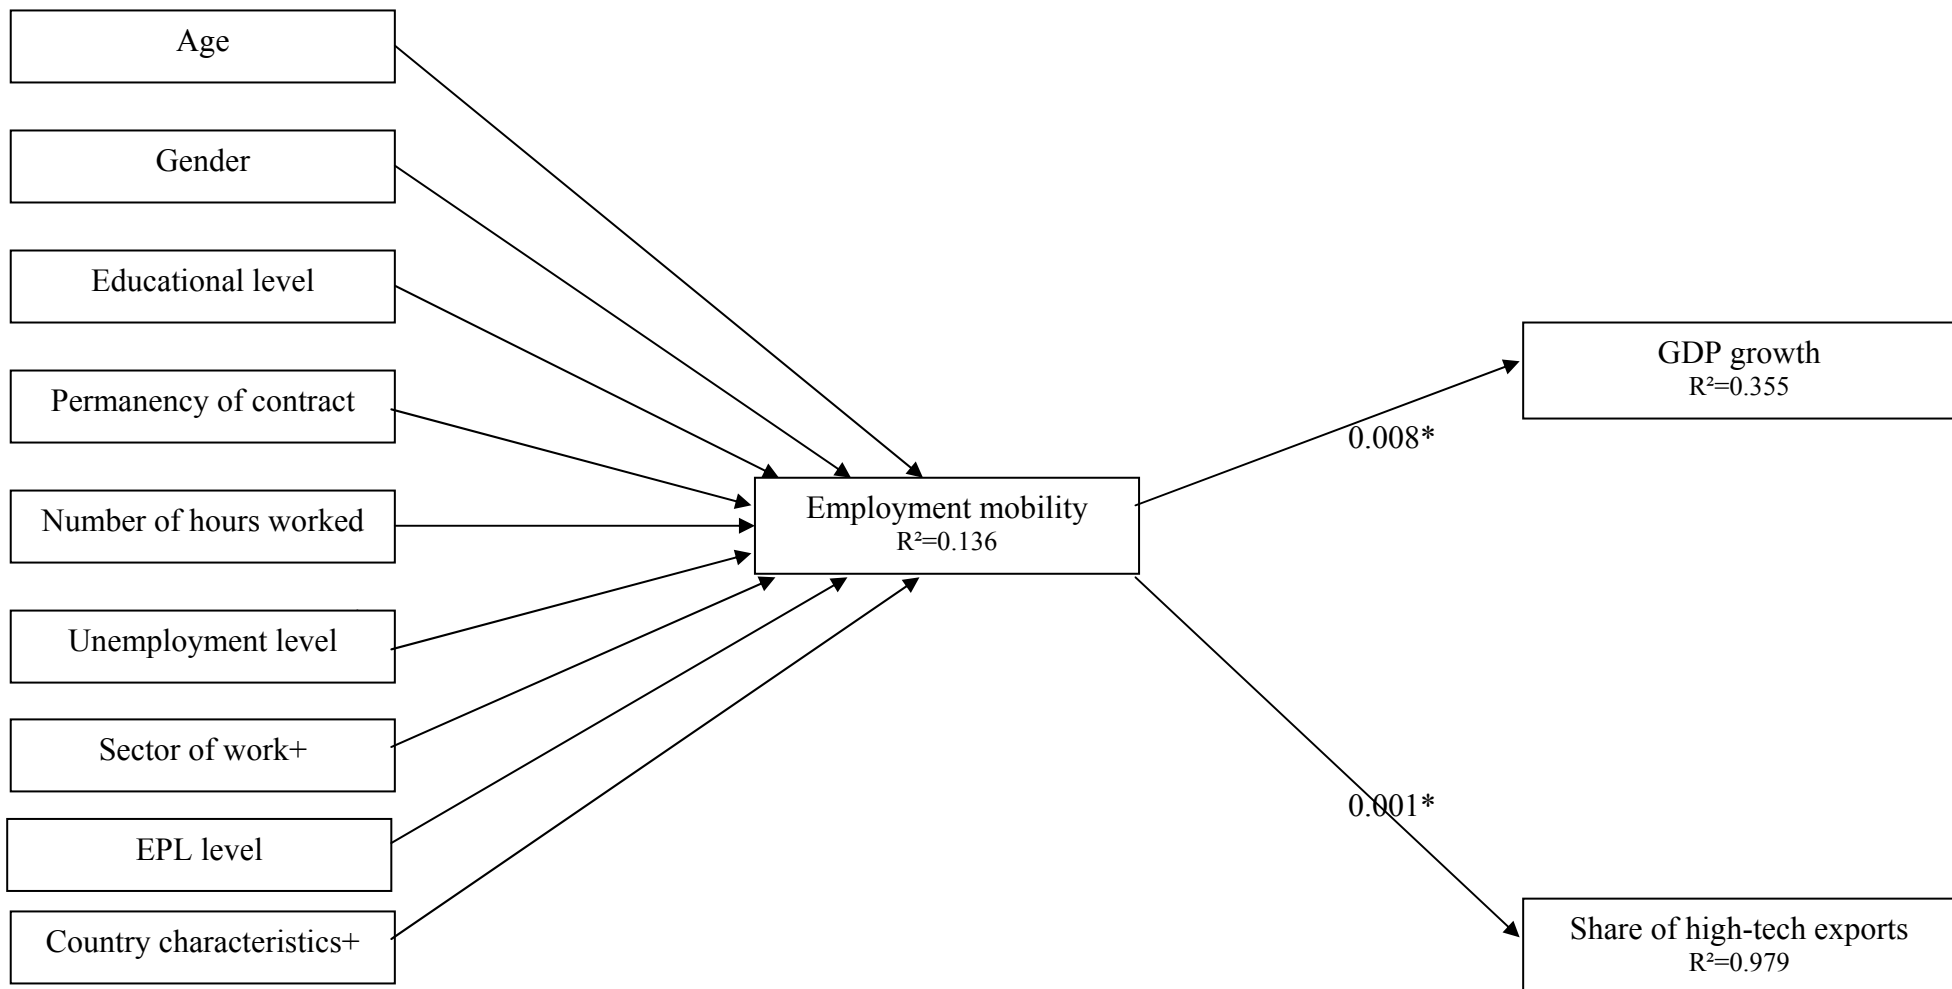 Age
Gender
Educational level
Permanency of contract
Number of hours worked
Unemployment level
Sector of work+
EPL level
Country characteristics+
Employment mobility
R²=0.136
0.008*
0.001*
GDP growth
R²=0.355
Share of high-tech exports
R²=0.979